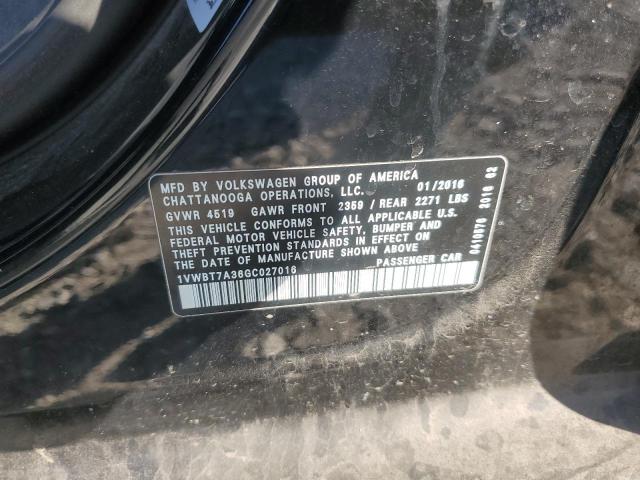 MFD BY VOLKSWAGEN GROUP OF AMERICA
CHATTANOOGA OPERATIONS, LLC. 01/2016
GVWR 4519 GAWR FRONT 2359 / REAR 2271 LBS
THIS VEHICLE CONFORMS TO ALL APPLICABLE U.S.
FEDERAL MOTOR VEHICLE SAFETY, BUMPER AND
THEFT PREVENTION STANDARDS IN EFFECT ON
THE DATE OF MANUFACTURE SHOWN ABOVE
1VWBT7A36GC027016 PASSENGER CAR
2016 02